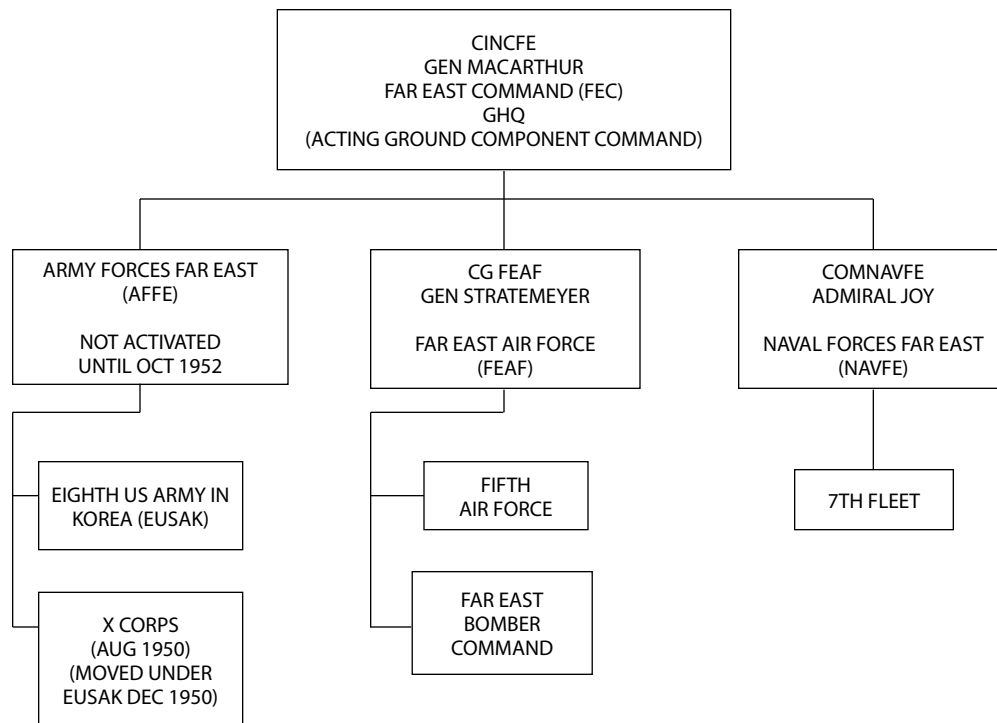 CINCFE
GEN MACARTHUR
FAR EAST COMMAND (FEC)
GHQ
(ACTING GROUND COMPONENT COMMAND)
ARMY FORCES FAR EAST
(AFFE)
NOT ACTIVATED
UNTIL OCT 1952
CG FEAF
GEN STRATEMEYER
FAR EAST AIR FORCE
(FEAF)
COMNAVFE
ADMIRAL JOY
NAVAL FORCES FAR EAST
(NAVFE)
EIGHTH US ARMY IN
KOREA (EUSAK)
FIFTH
AIR FORCE
7TH FLEET
X CORPS
(AUG 1950)
(MOVED UNDER
EUSAK DEC 1950)
FAR EAST
BOMBER
COMMAND